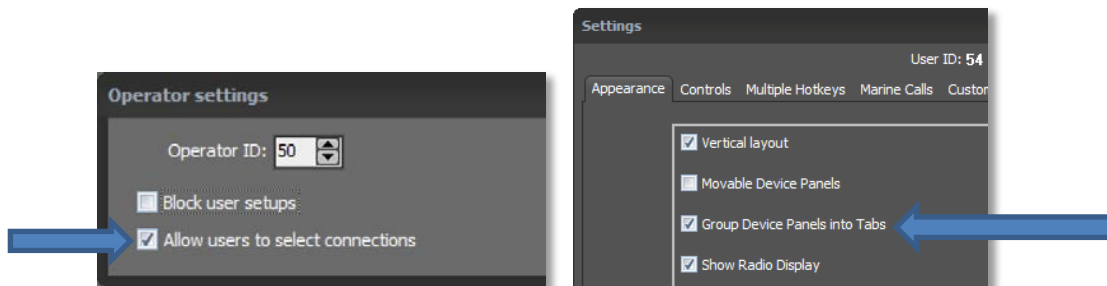 Operator settings
Operator ID: 50
Block user setups
Allow users to select connections
Settings
User ID: 54
Appearance Controls Multiple Hotkeys Marine Calls
Vertical layout
Movable Device Panels
Group Device Panels into Tabs
Show Radio Display